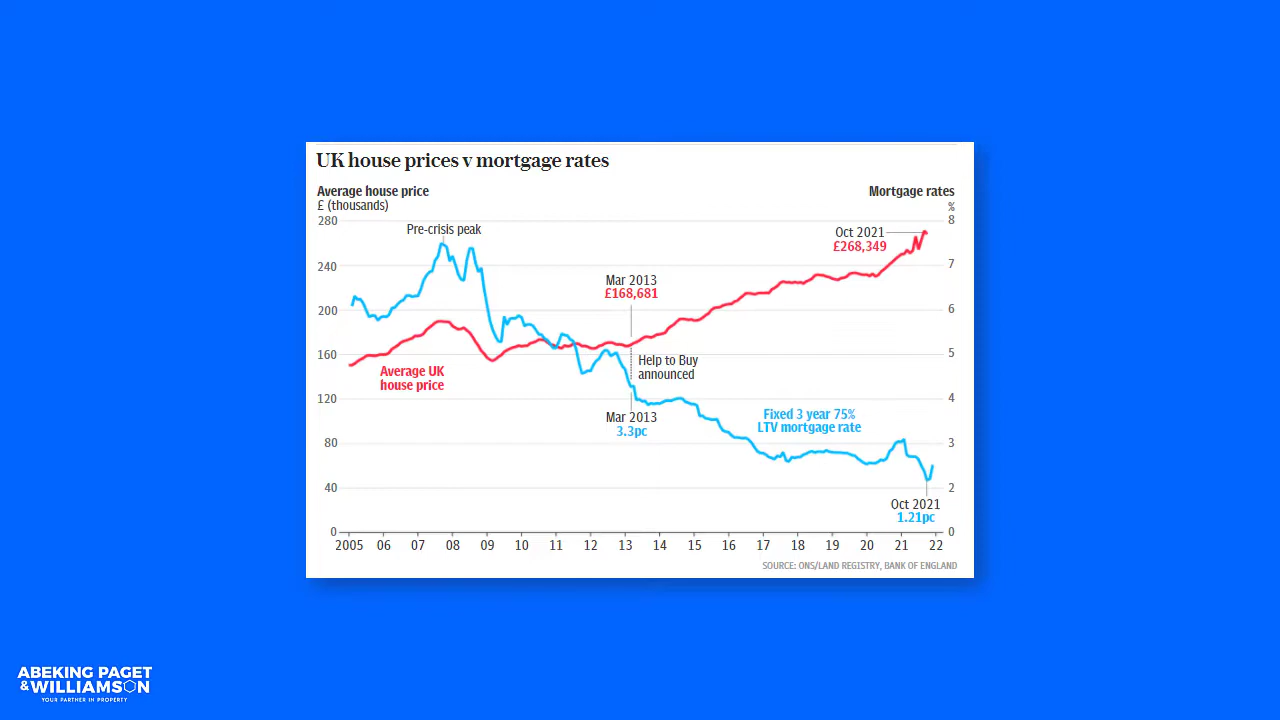 UK house prices v mortgage rates
Average house price
£ (thousands)
Mortgage rates
%
280
240
200
160
120
80
40
0
8
7
6
5
4
3
2
0
Pre-crisis peak
Oct 2021
£268,349
Mar 2013
£168,681
Help to Buy
announced
Average UK
house price
Mar 2013
3.3pc
Fixed 3 year 75%
LTV mortgage rate
Oct 2021
1.21pc
2005 06 07 08 09 10 11 12 13 14 15 16 17 18 19 20 21 22
SOURCE: ONS/LAND REGISTRY, BANK OF ENGLAND
ABEKING PAGET
&WILLIAMSON
YOUR PARTNER IN PROPERTY